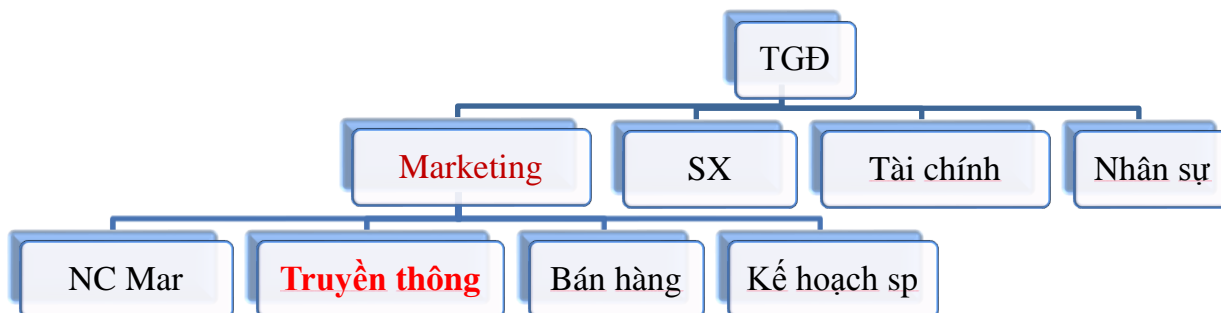 TGĐ
Marketing
SX
Tài chính
Nhân sự
NC Mar
Truyền thông
Bán hàng
Kế hoạch sp